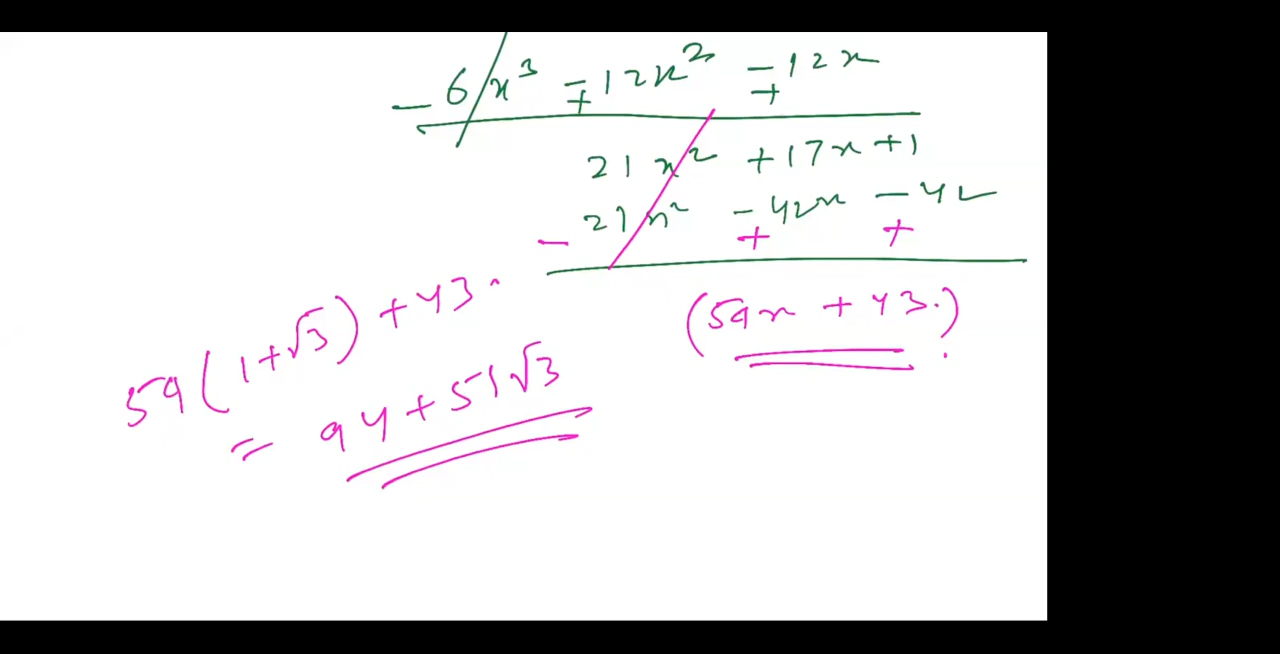 - 6x³ - 12x² - 12x
+ +
21x² + 17x + 1
21x² - 42x - 42
- + +
(59x + 43.)
59(1+√3) + 43.
= 94 + 51√3